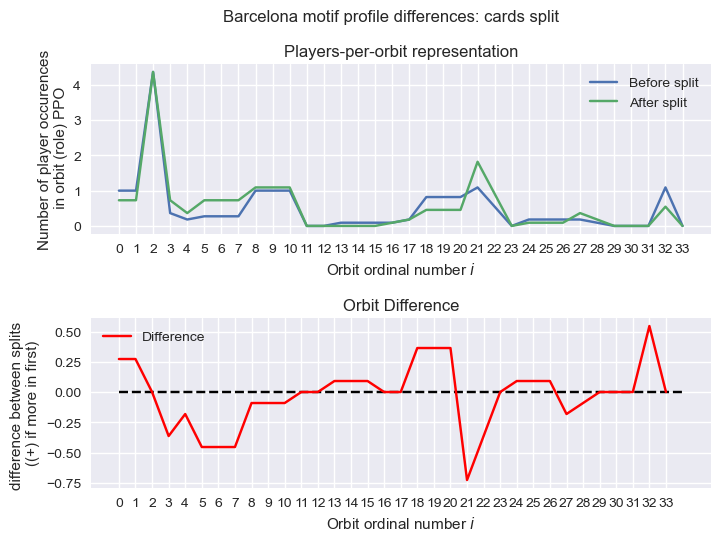 Barcelona motif profile differences: cards split
Players-per-orbit representation
Number of player occurences
in orbit (role) PPO
4
3
2
1
0
Before split
After split
0 1 2 3 4 5 6 7 8 9 10 11 12 13 14 15 16 17 18 19 20 21 22 23 24 25 26 27 28 29 30 31 32 33
Orbit ordinal number i
Orbit Difference
difference between splits
((+) if more in first)
0.50
0.25
0.00
−0.25
−0.50
−0.75
Difference
0 1 2 3 4 5 6 7 8 9 10 11 12 13 14 15 16 17 18 19 20 21 22 23 24 25 26 27 28 29 30 31 32 33
Orbit ordinal number i